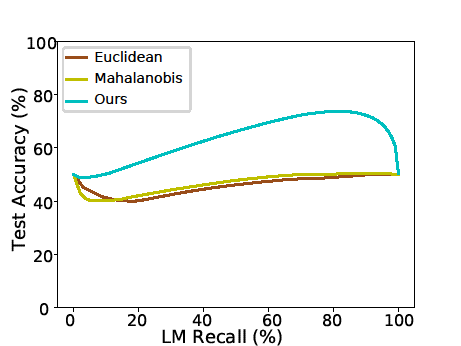 100
80
60
40
20
0
0 20 40 60 80 100
Test Accuracy (%)
LM Recall (%)
Euclidean
Mahalanobis
Ours